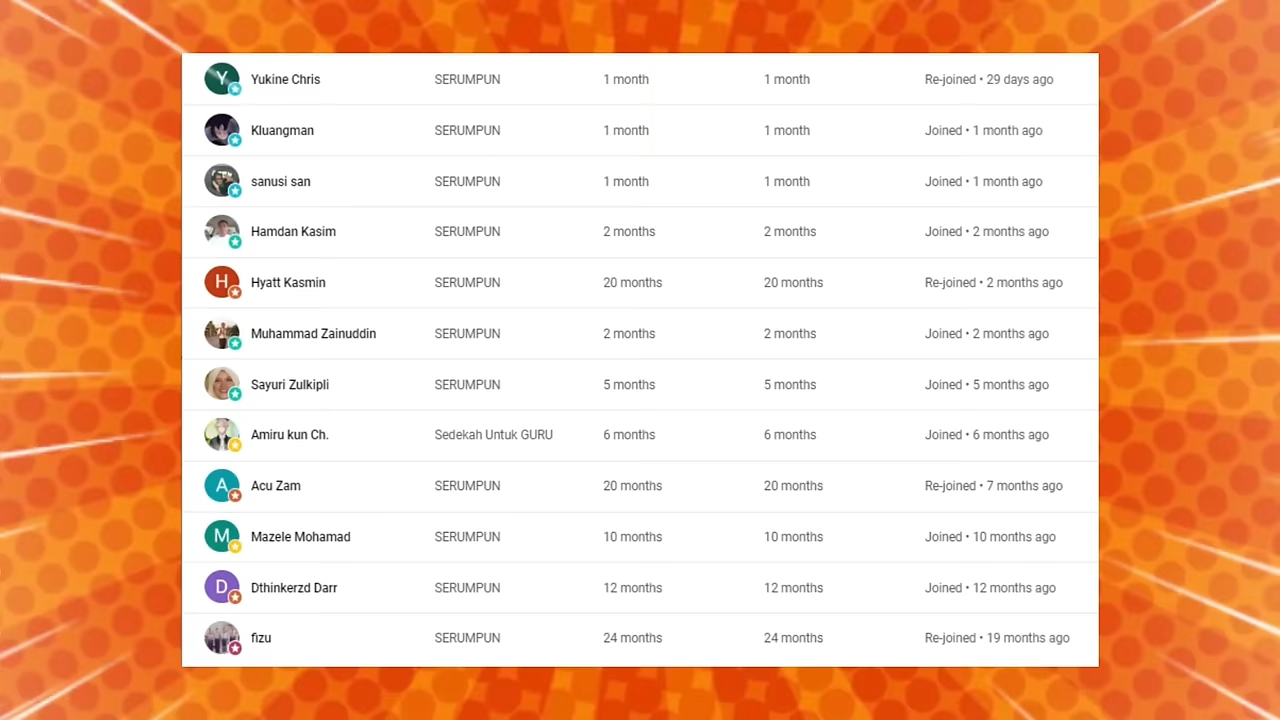 Y Yukine Chris SERUMPUN 1 month 1 month Re-joined • 29 days ago
Kluangman SERUMPUN 1 month 1 month Joined • 1 month ago
sanusi san SERUMPUN 1 month 1 month Joined • 1 month ago
Hamdan Kasim SERUMPUN 2 months 2 months Joined • 2 months ago
H Hyatt Kasmin SERUMPUN 20 months 20 months Re-joined • 2 months ago
Muhammad Zainuddin SERUMPUN 2 months 2 months Joined • 2 months ago
Sayuri Zulkipli SERUMPUN 5 months 5 months Joined • 5 months ago
Amiru kun Ch. Sedekah Untuk GURU 6 months 6 months Joined • 6 months ago
A Acu Zam SERUMPUN 20 months 20 months Re-joined • 7 months ago
M Mazele Mohamad SERUMPUN 10 months 10 months Joined • 10 months ago
D Dthinkerzd Darr SERUMPUN 12 months 12 months Joined • 12 months ago
fizu SERUMPUN 24 months 24 months Re-joined • 19 months ago